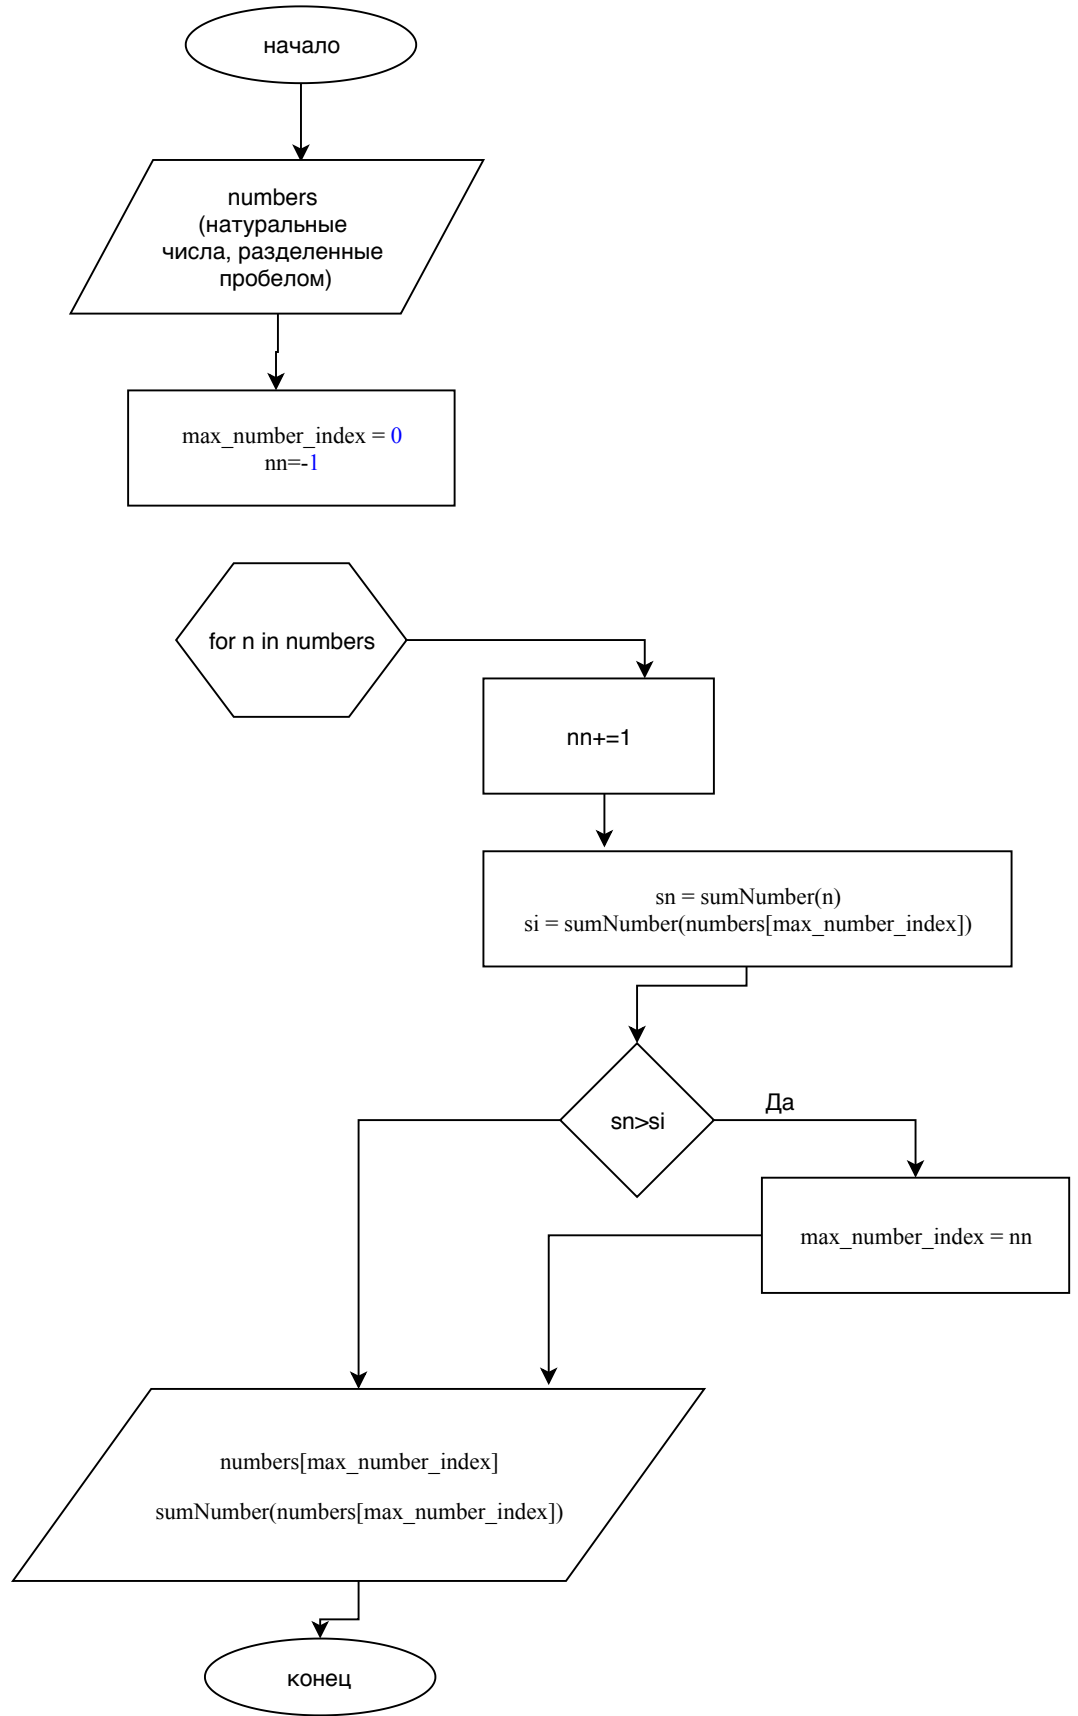 начало
numbers
(натуральные
числа, разделенные
пробелом)
max_number_index = 0
nn=-1
for n in numbers
nn+=1
sn = sumNumber(n)
si = sumNumber(numbers[max_number_index])
sn>si
Да
max_number_index = nn
numbers[max_number_index]
sumNumber(numbers[max_number_index])
конец